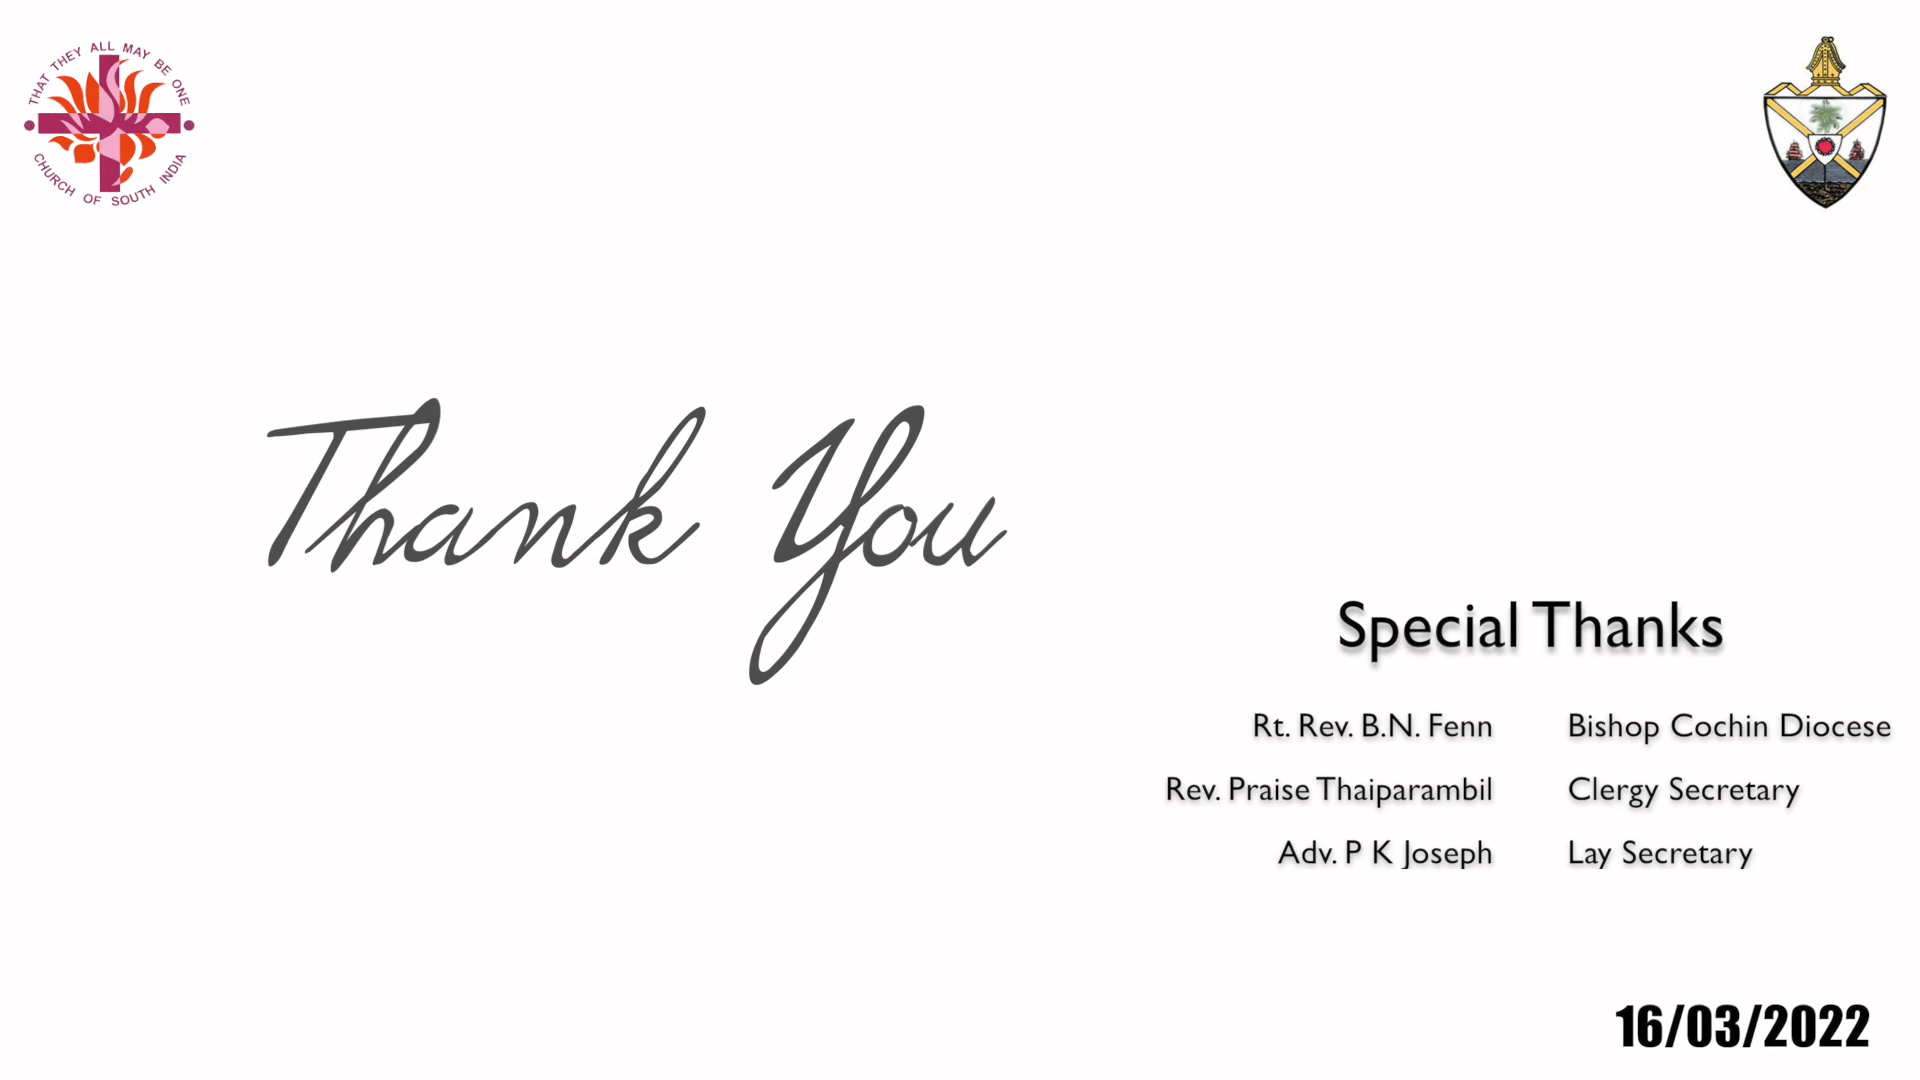 THAT THEY ALL MAY BE ONE
CHURCH OF SOUTH INDIA
Thank You
Special Thanks
Rt. Rev. B.N. Fenn Bishop Cochin Diocese
Rev. Praise Thaiparambil Clergy Secretary
Adv. P K Joseph Lay Secretary
16/03/2022